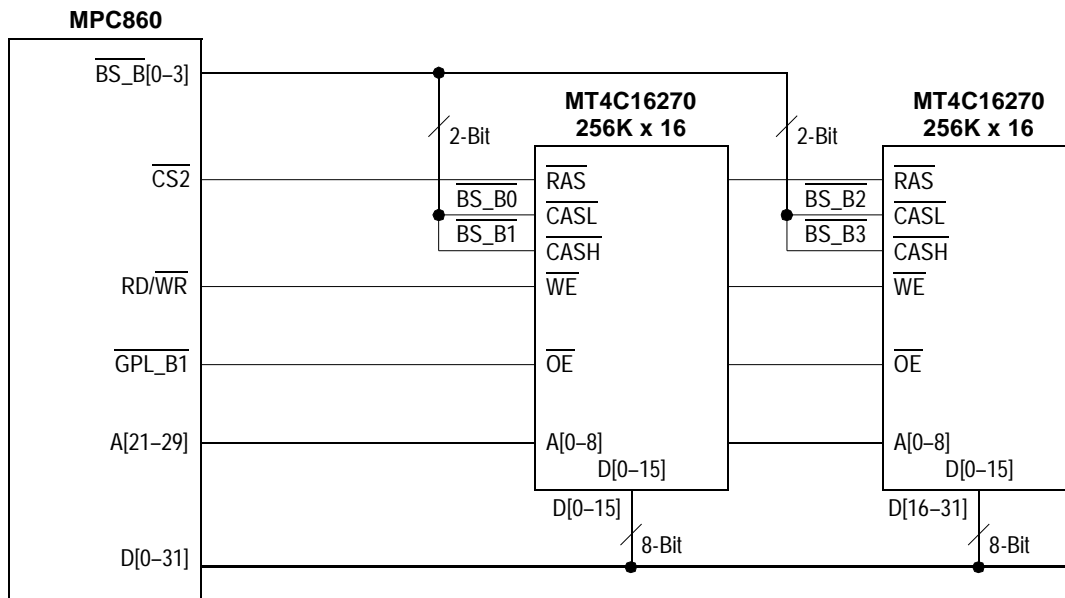 MPC860
BS_B[0–3]
MT4C16270
256K x 16
MT4C16270
256K x 16
2-Bit
2-Bit
CS2
RAS
RAS
BS_B0
CASL
BS_B2
CASL
BS_B1
CASH
BS_B3
CASH
RD/WR
WE
WE
GPL_B1
OE
OE
A[21–29]
A[0–8]
A[0–8]
D[0–15]
D[0–15]
D[0–15]
D[16–31]
8-Bit
8-Bit
D[0–31]